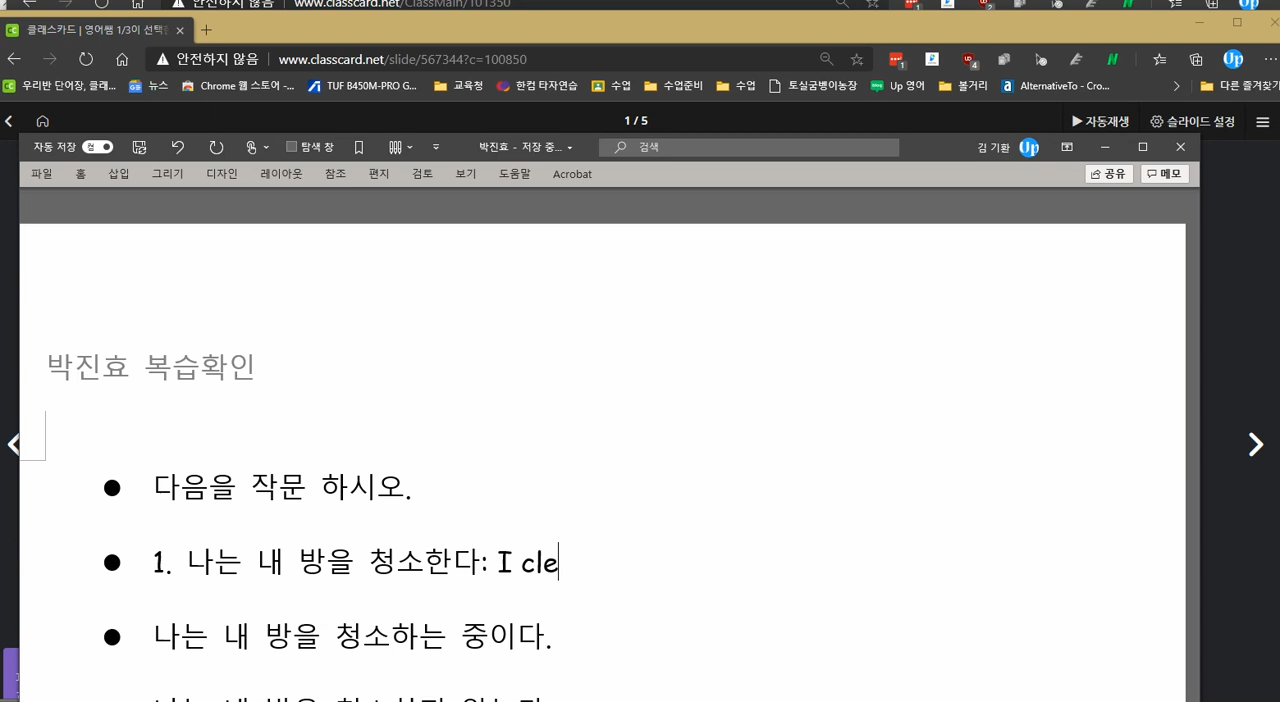 안전하지 않음 www.classcard.net/ClassMain/101350
클래스카드 | 영어쌤 1/3이 선택
안전하지 않음 www.classcard.net/slide/567344?c=100850
우리반 단어장, 클래... 뉴스 Chrome 웹 스토어 -... TUF B450M-PRO G... 교육청 한컴 타자연습 수업 수업준비 수업 토실굼벵이농장 Up 영어 볼거리 AlternativeTo - Cro... 다른 즐겨찾기
1 / 5 자동재생 슬라이드 설정
자동 저장 켬 탐색 창 박진효 - 저장 중... 검색 김 기환 Up
파일 홈 삽입 그리기 디자인 레이아웃 참조 편지 검토 보기 도움말 Acrobat 공유 메모
박진효 복습확인
● 다음을 작문 하시오.
● 1. 나는 내 방을 청소한다: I cle
● 나는 내 방을 청소하는 중이다.